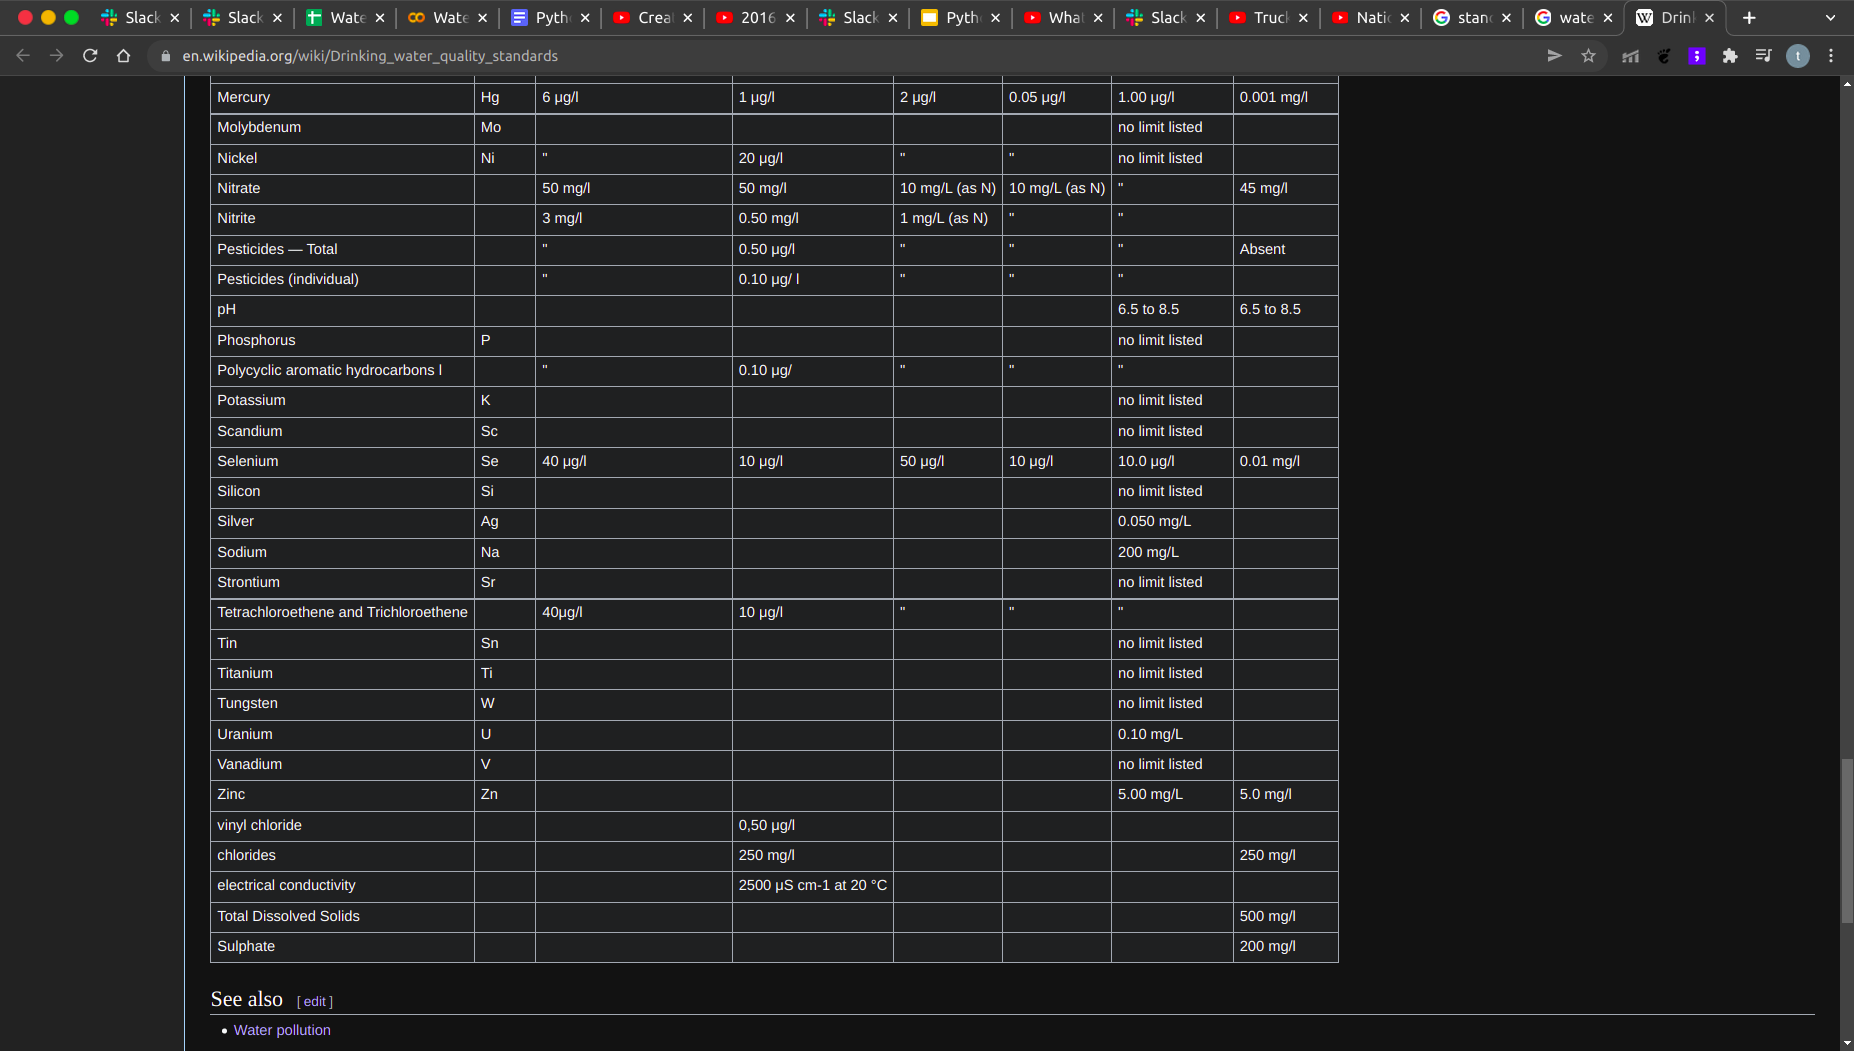 Slack Slack Wate Wate Pyth Crea 2016 Slack Pyth What Slack Truck Natio stand wate Drink
en.wikipedia.org/wiki/Drinking_water_quality_standards t
Mercury Hg 6 μg/l 1 μg/l 2 μg/l 0.05 μg/l 1.00 μg/l 0.001 mg/l
Molybdenum Mo no limit listed
Nickel Ni " 20 μg/l " " no limit listed
Nitrate 50 mg/l 50 mg/l 10 mg/L (as N) 10 mg/L (as N) " 45 mg/l
Nitrite 3 mg/l 0.50 mg/l 1 mg/L (as N) " "
Pesticides — Total " 0.50 μg/l " " " Absent
Pesticides (individual) " 0.10 μg/ l " " "
pH 6.5 to 8.5 6.5 to 8.5
Phosphorus P no limit listed
Polycyclic aromatic hydrocarbons l " 0.10 μg/ " " "
Potassium K no limit listed
Scandium Sc no limit listed
Selenium Se 40 μg/l 10 μg/l 50 μg/l 10 μg/l 10.0 μg/l 0.01 mg/l
Silicon Si no limit listed
Silver Ag 0.050 mg/L
Sodium Na 200 mg/L
Strontium Sr no limit listed
Tetrachloroethene and Trichloroethene 40μg/l 10 μg/l " " "
Tin Sn no limit listed
Titanium Ti no limit listed
Tungsten W no limit listed
Uranium U 0.10 mg/L
Vanadium V no limit listed
Zinc Zn 5.00 mg/L 5.0 mg/l
vinyl chloride 0,50 μg/l
chlorides 250 mg/l 250 mg/l
electrical conductivity 2500 μS cm-1 at 20 °C
Total Dissolved Solids 500 mg/l
Sulphate 200 mg/l
See also [ edit ]
• Water pollution